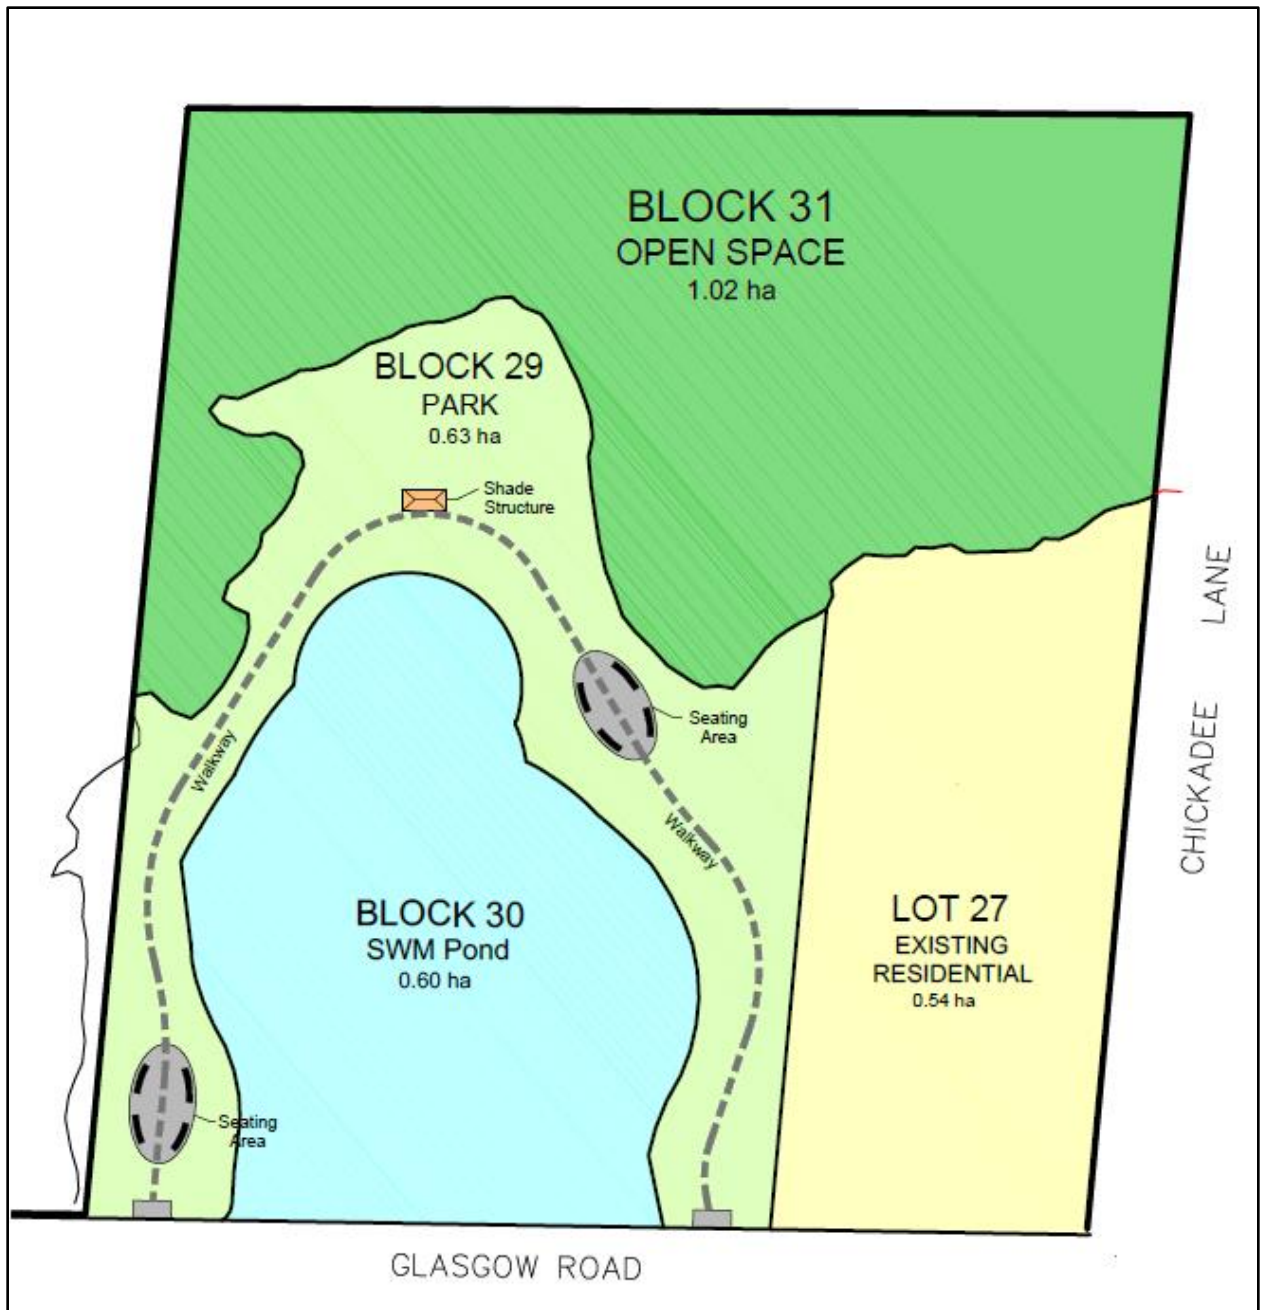 BLOCK 31
OPEN SPACE
1.02 ha
BLOCK 29
PARK
0.63 ha
Shade
Structure
Seating
Area
Walkway
Walkway
BLOCK 30
SWM Pond
0.60 ha
LOT 27
EXISTING
RESIDENTIAL
0.54 ha
Seating
Area
CHICKADEE LANE
GLASGOW ROAD